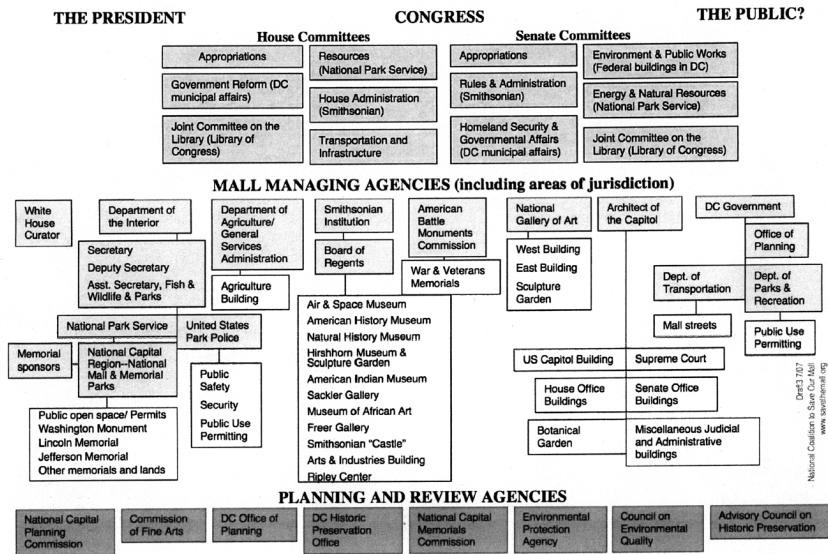 THE PRESIDENT
CONGRESS
THE PUBLIC?
House Committees
Senate Committees
Appropriations
Government Reform (DC
municipal affairs)
Joint Committee on the
Library (Library of
Congress)
Resources
(National Park Service)
House Administration
(Smithsonian)
Transportation and
Infrastructure
Appropriations
Rules & Administration
(Smithsonian)
Homeland Security &
Governmental Affairs
(DC municipal affairs)
Environment & Public Works
(Federal buildings in DC)
Energy & Natural Resources
(National Park Service)
Joint Committee on the
Library (Library of Congress)
MALL MANAGING AGENCIES (including areas of jurisdiction)
White
House
Curator
Department of
the Interior
Secretary
Deputy Secretary
Asst. Secretary, Fish &
Wildlife & Parks
National Park Service
United States
Park Police
Memorial
sponsors
National Capital
Region--National
Mall & Memorial
Parks
Public open space/ Permits
Washington Monument
Lincoln Memorial
Jefferson Memorial
Other memorials and lands
Public
Safety
Security
Public Use
Permitting
Department of
Agriculture/
General
Services
Administration
Agriculture
Building
Smithsonian
Institution
Board of
Regents
Air & Space Museum
American History Museum
Natural History Museum
Hirshhorn Museum &
Sculpture Garden
American Indian Museum
Sackler Gallery
Museum of African Art
Freer Gallery
Smithsonian "Castle"
Arts & Industries Building
Ripley Center
American
Battle
Monuments
Commission
War & Veterans
Memorials
National
Gallery of Art
West Building
East Building
Sculpture
Garden
Architect of
the Capitol
US Capitol Building
Supreme Court
House Office
Buildings
Senate Office
Buildings
Botanical
Garden
Miscellaneous Judicial
and Administrative
buildings
DC Government
Office of
Planning
Dept. of
Transportation
Dept. of
Parks &
Recreation
Mall streets
Public Use
Permitting
Draft3 7/07
National Coalition to Save Our Mall
www.savethemall.org
PLANNING AND REVIEW AGENCIES
National Capital
Planning
Commission
Commission
of Fine Arts
DC Office of
Planning
DC Historic
Preservation
Office
National Capital
Memorials
Commission
Environmental
Protection
Agency
Council on
Environmental
Quality
Advisory Council on
Historic Preservation